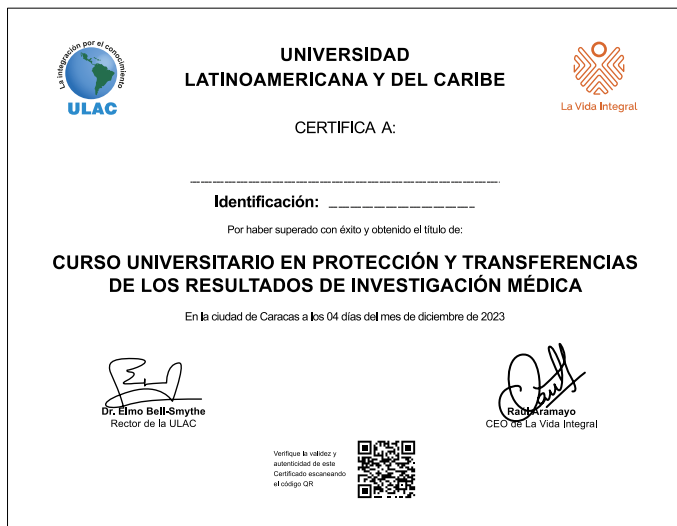 La integración por el conocimiento
ULAC
UNIVERSIDAD
LATINOAMERICANA Y DEL CARIBE
La Vida Integral
CERTIFICA A:
Identificación:
Por haber superado con éxito y obtenido el título de:
CURSO UNIVERSITARIO EN PROTECCIÓN Y TRANSFERENCIAS
DE LOS RESULTADOS DE INVESTIGACIÓN MÉDICA
En la ciudad de Caracas a los 04 días del mes de diciembre de 2023
Dr. Elmo Bell-Smythe
Rector de la ULAC
Raúl Aramayo
CEO de La Vida Integral
Verifique la validez y
autenticidad de este
Certificado escaneando
el código QR